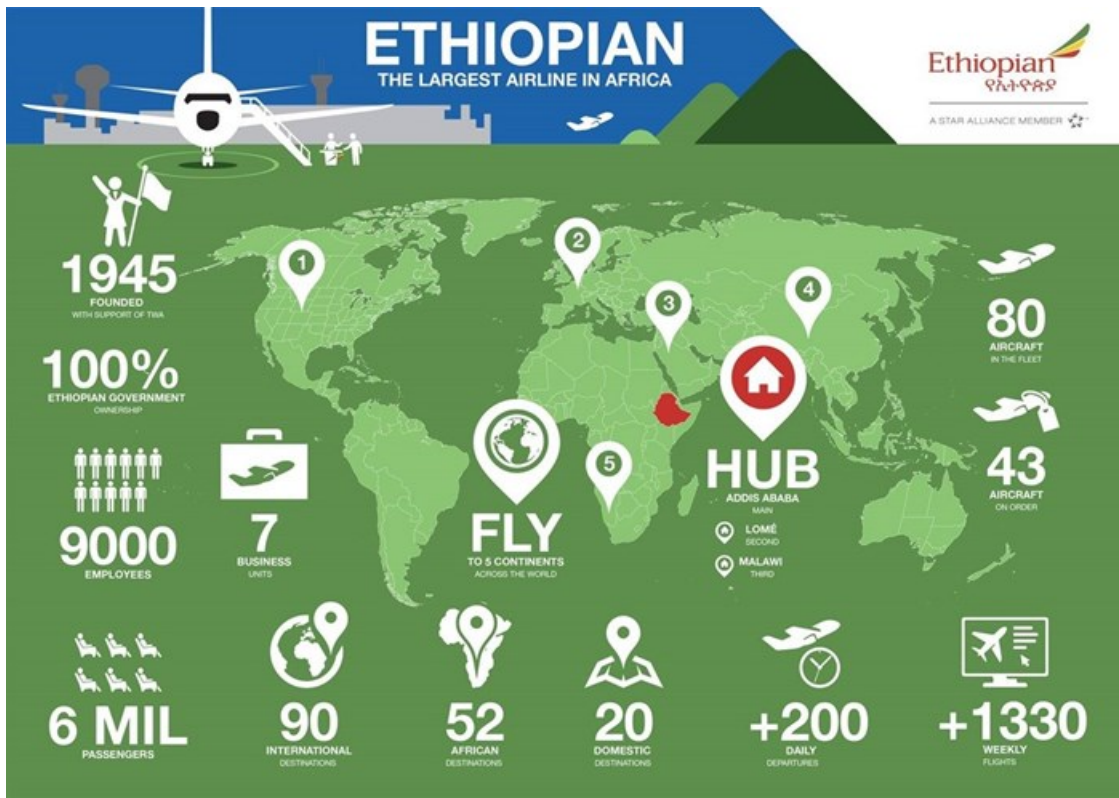 ETHIOPIAN
THE LARGEST AIRLINE IN AFRICA
Ethiopian
የኢትዮጵያ
A STAR ALLIANCE MEMBER
1945
FOUNDED
WITH SUPPORT OF TWA
100%
ETHIOPIAN GOVERNMENT
OWNERSHIP
9000
EMPLOYEES
7
BUSINESS
UNITS
1
2
3
4
5
FLY
TO 5 CONTINENTS
ACROSS THE WORLD
HUB
ADDIS ABABA
MAIN
LOMÉ
SECOND
MALAWI
THIRD
80
AIRCRAFT
IN THE FLEET
43
AIRCRAFT
ON ORDER
6 MIL
PASSENGERS
90
INTERNATIONAL
DESTINATIONS
52
AFRICAN
DESTINATIONS
20
DOMESTIC
DESTINATIONS
+200
DAILY
DEPARTURES
+1330
WEEKLY
FLIGHTS